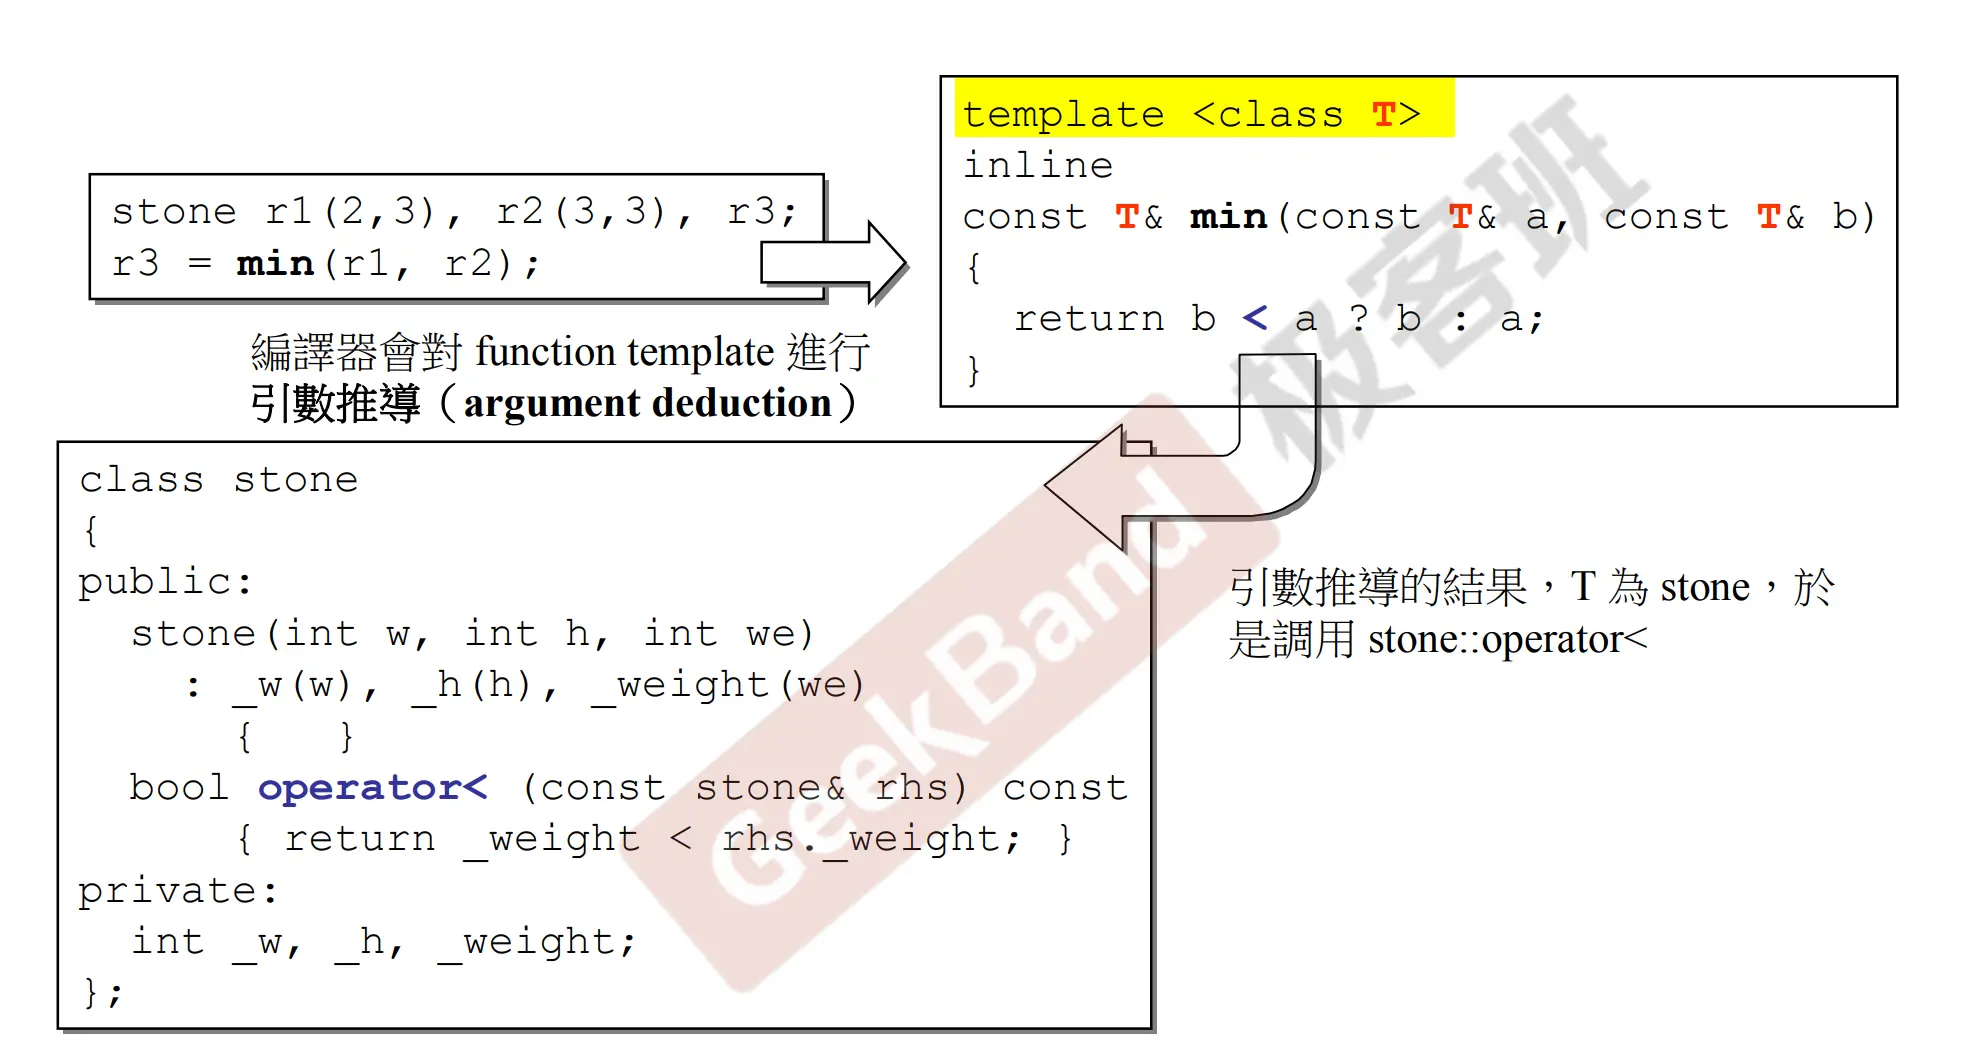 stone r1(2,3), r2(3,3), r3;
r3 = min(r1, r2);
編譯器會對 function template 進行
引數推導（argument deduction）
template <class T>
inline
const T& min(const T& a, const T& b)
{
  return b < a ? b : a;
}
class stone
{
public:
  stone(int w, int h, int we)
    : _w(w), _h(h), _weight(we)
      {   }
  bool operator< (const stone& rhs) const
      { return _weight < rhs._weight; }
private:
  int _w, _h, _weight;
};
引數推導的結果，T 為 stone，於
是調用 stone::operator<
GeekBand 极客班